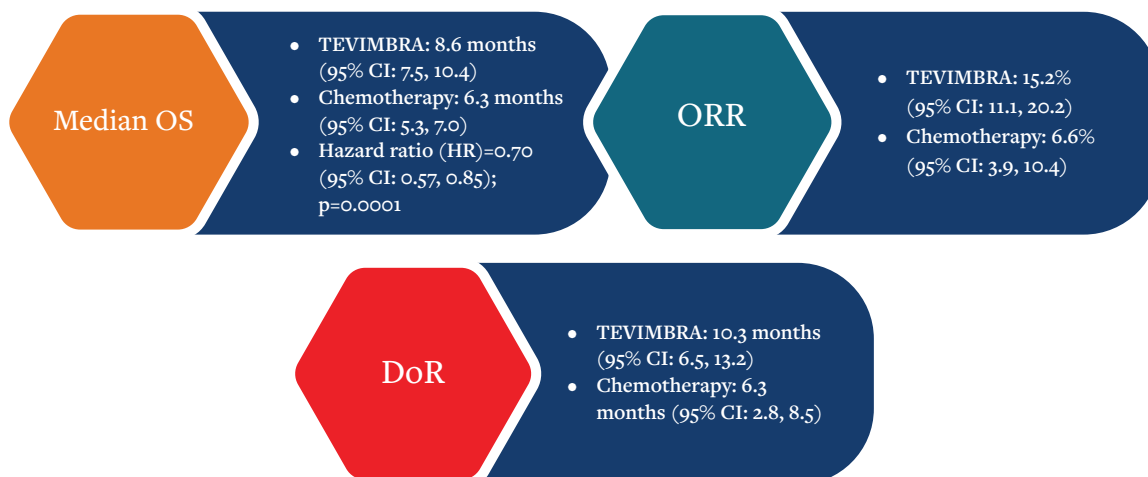 Median OS
● TEVIMBRA: 8.6 months
(95% CI: 7.5, 10.4)
● Chemotherapy: 6.3 months
(95% CI: 5.3, 7.0)
● Hazard ratio (HR)=0.70
(95% CI: 0.57, 0.85);
p=0.0001
ORR
● TEVIMBRA: 15.2%
(95% CI: 11.1, 20.2)
● Chemotherapy: 6.6%
(95% CI: 3.9, 10.4)
DoR
● TEVIMBRA: 10.3 months
(95% CI: 6.5, 13.2)
● Chemotherapy: 6.3
months (95% CI: 2.8, 8.5)